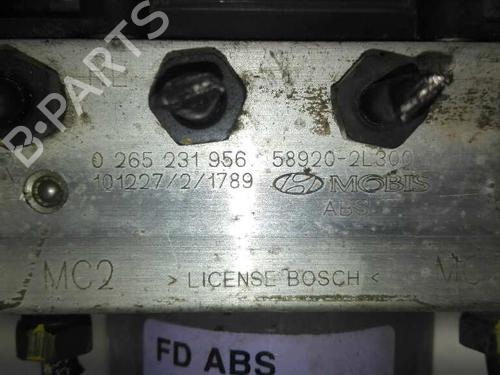 B-PARTS
0 265 231 956 58920-2L300
101227/2/1789 MOBIS
ABS
MC2 > LICENSE BOSCH <
FD ABS